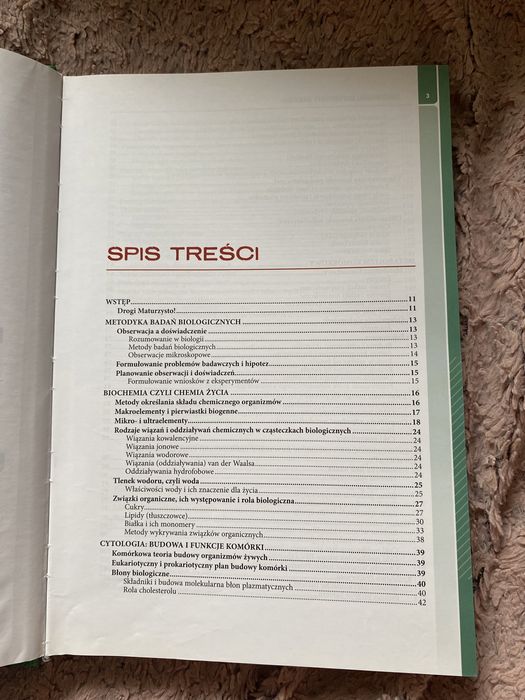 3
SPIS TREŚCI
WSTĘP 11
Drogi Maturzysto! 11
METODYKA BADAŃ BIOLOGICZNYCH 13
Obserwacja a doświadczenie 13
Rozumowanie w biologii 13
Metody badań biologicznych 13
Obserwacje mikroskopowe 14
Formułowanie problemów badawczych i hipotez 15
Planowanie obserwacji i doświadczeń 15
Formułowanie wniosków z eksperymentów 15
BIOCHEMIA CZYLI CHEMIA ŻYCIA 16
Metody określania składu chemicznego organizmów 16
Makroelementy i pierwiastki biogenne 17
Mikro- i ultraelementy 18
Rodzaje wiązań i oddziaływań chemicznych w cząsteczkach biologicznych 24
Wiązania kowalencyjne 24
Wiązania jonowe 24
Wiązania wodorowe 24
Wiązania (oddziaływania) van der Waalsa 24
Oddziaływania hydrofobowe 24
Tlenek wodoru, czyli woda 25
Właściwości wody i ich znaczenie dla życia 25
Związki organiczne, ich występowanie i rola biologiczna 27
Cukry 27
Lipidy (tłuszczowce) 30
Białka i ich monomery 33
Metody wykrywania związków organicznych 38
CYTOLOGIA: BUDOWA I FUNKCJE KOMÓRKI 39
Komórkowa teoria budowy organizmów żywych 39
Eukariotyczny i prokariotyczny plan budowy komórki 39
Błony biologiczne 40
Składniki i budowa molekularna błon plazmatycznych 40
Rola cholesterolu 42